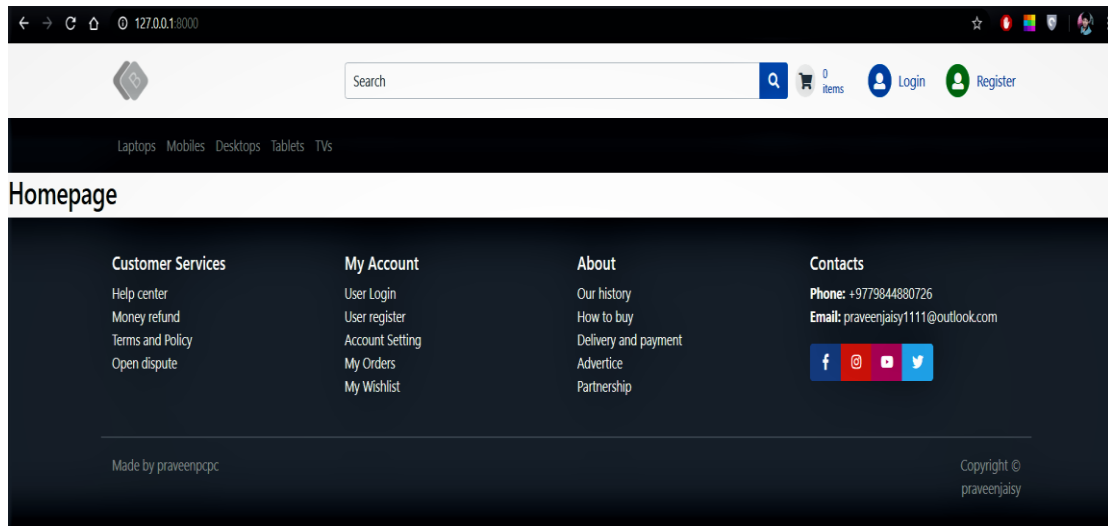 127.0.0.1:8000
Search
0
items
Login
Register
Laptops Mobiles Desktops Tablets TVs
Homepage
Customer Services
Help center
Money refund
Terms and Policy
Open dispute
My Account
User Login
User register
Account Setting
My Orders
My Wishlist
About
Our history
How to buy
Delivery and payment
Advertice
Partnership
Contacts
Phone: +9779844880726
Email: praveenjaisy1111@outlook.com
Made by praveenpcpc
Copyright ©
praveenjaisy